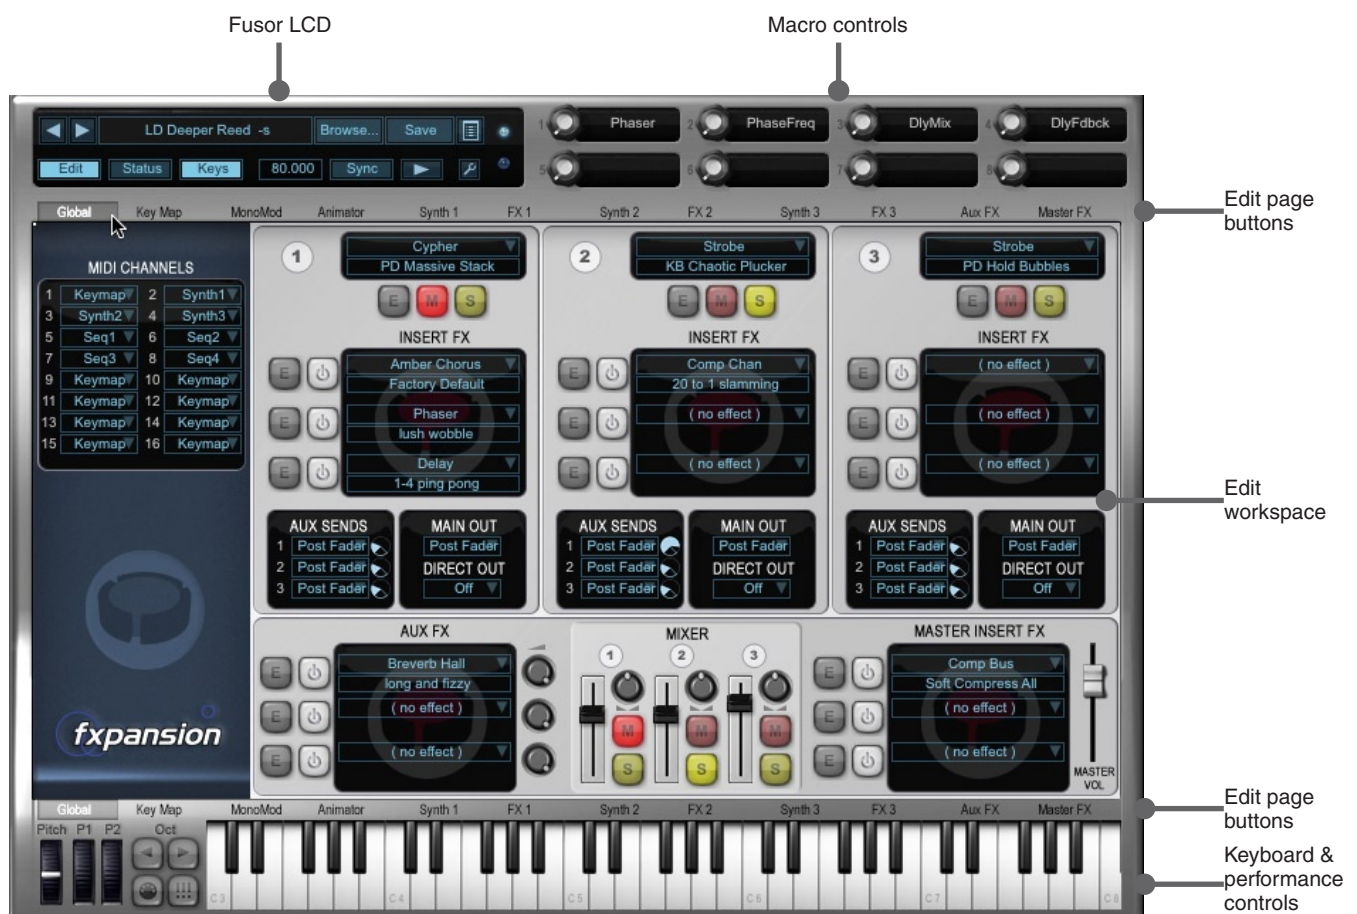 Fusor LCD
Macro controls
LD Deeper Reed -s
Browse...
Save
Edit
Status
Keys
80.000
Sync
1
Phaser
2
PhaseFreq
3
DlyMix
4
DlyFdbck
5
6
7
8
Edit page
buttons
Global
Key Map
MonoMod
Animator
Synth 1
FX 1
Synth 2
FX 2
Synth 3
FX 3
Aux FX
Master FX
MIDI CHANNELS
1 Keymap 2 Synth1
3 Synth2 4 Synth3
5 Seq1 6 Seq2
7 Seq3 8 Seq4
9 Keymap 10 Keymap
11 Keymap 12 Keymap
13 Keymap 14 Keymap
15 Keymap 16 Keymap
fxpansion
1
Cypher
PD Massive Stack
E M S
INSERT FX
E
Amber Chorus
Factory Default
E
Phaser
lush wobble
E
Delay
1-4 ping pong
AUX SENDS
1 Post Fader
2 Post Fader
3 Post Fader
MAIN OUT
Post Fader
DIRECT OUT
Off
2
Strobe
KB Chaotic Plucker
E M S
INSERT FX
E
Comp Chan
20 to 1 slamming
E
( no effect )
E
( no effect )
AUX SENDS
1 Post Fader
2 Post Fader
3 Post Fader
MAIN OUT
Post Fader
DIRECT OUT
Off
3
Strobe
PD Hold Bubbles
E M S
INSERT FX
E
( no effect )
E
( no effect )
E
( no effect )
AUX SENDS
1 Post Fader
2 Post Fader
3 Post Fader
MAIN OUT
Post Fader
DIRECT OUT
Off
Edit
workspace
AUX FX
E
Breverb Hall
long and fizzy
E
( no effect )
E
( no effect )
MIXER
1
2
3
M
M
M
S
S
S
MASTER INSERT FX
E
Comp Bus
Soft Compress All
E
( no effect )
E
( no effect )
MASTER
VOL
Global
Key Map
MonoMod
Animator
Synth 1
FX 1
Synth 2
FX 2
Synth 3
FX 3
Aux FX
Master FX
Edit page
buttons
Pitch P1 P2
Oct
C 3
C 4
C 5
C 6
C 7
C 8
Keyboard &
performance
controls